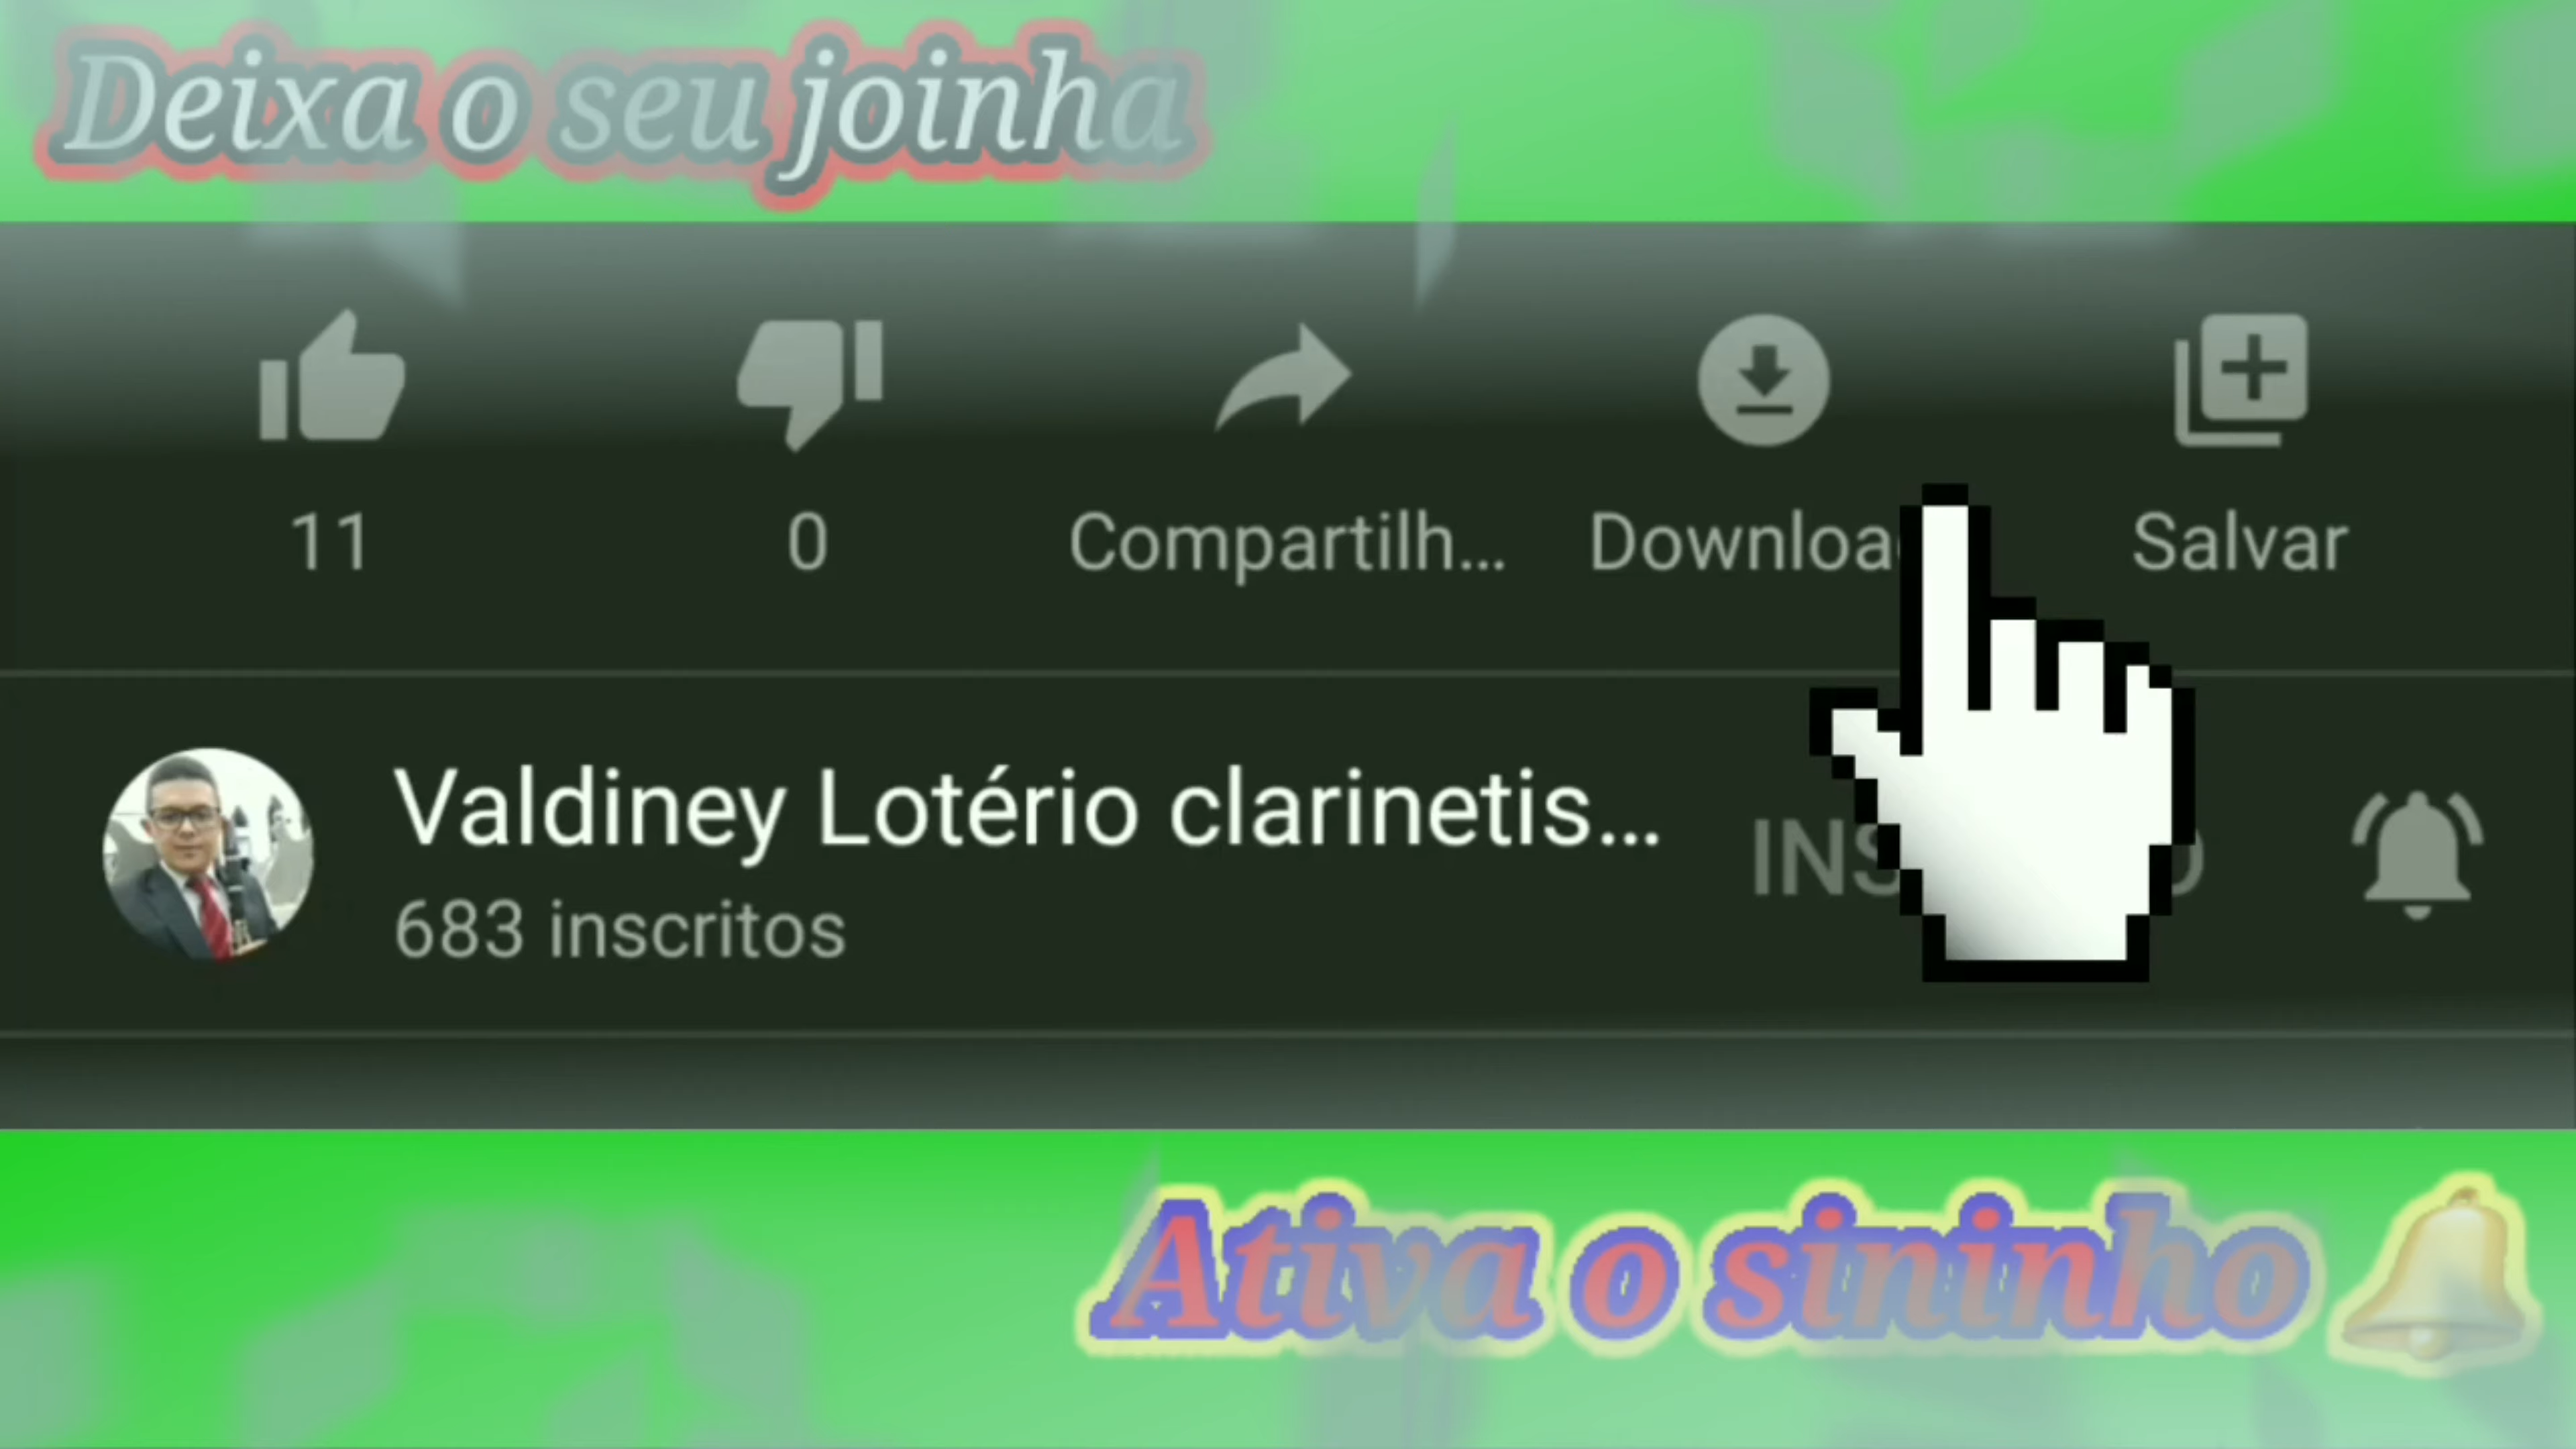 Deixa o seu joinha
11
0
Compartilh...
Downloa
Salvar
Valdiney Lotério clarinetis...
683 inscritos
Ativa o sininho